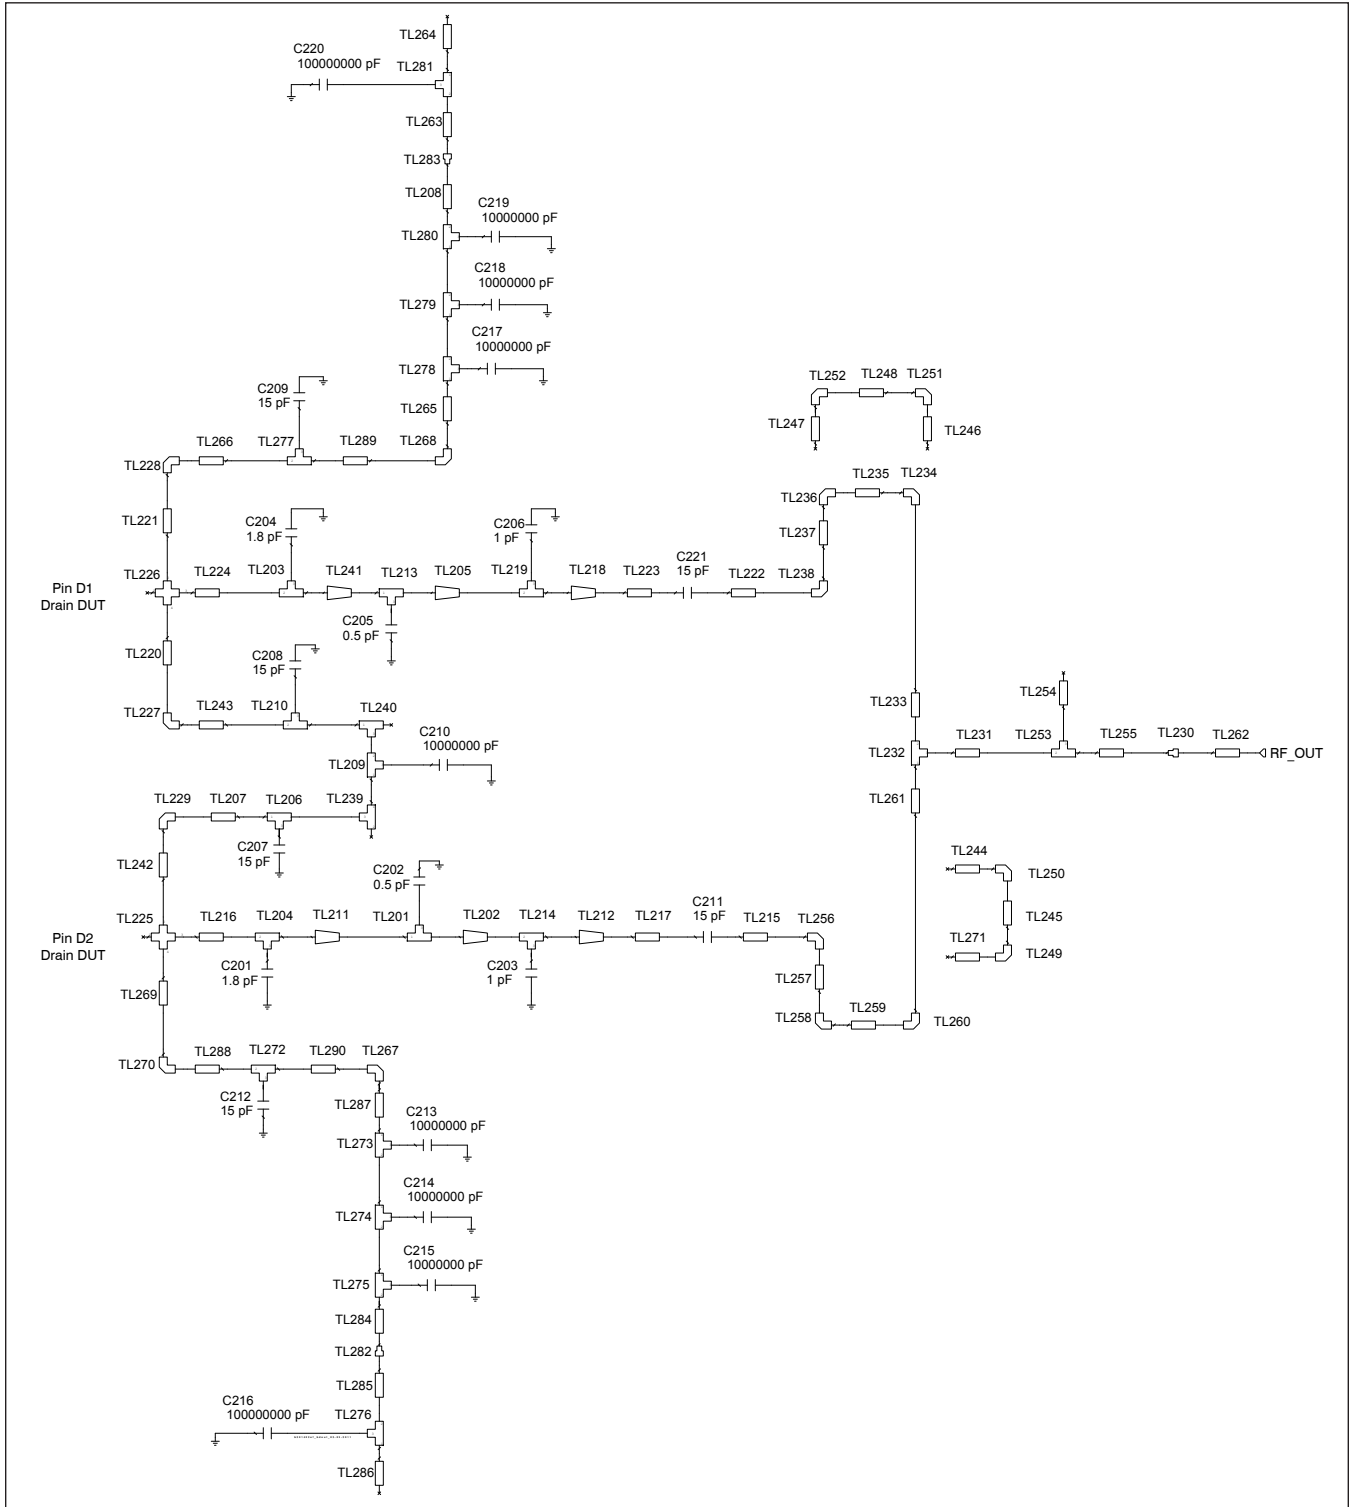 TL264
C220
100000000 pF
TL281
TL263
TL283
TL208
C219
10000000 pF
TL280
C218
10000000 pF
TL279
C217
10000000 pF
TL278
C209
15 pF
TL265
TL252
TL248
TL251
TL247
TL246
TL266
TL277
TL289
TL268
TL228
TL235
TL234
TL236
TL221
C204
1.8 pF
C206
1 pF
TL237
Pin D1
Drain DUT
TL226
TL224
TL203
TL241
TL213
TL205
TL219
TL218
TL223
C221
15 pF
TL222
TL238
C205
0.5 pF
TL220
C208
15 pF
TL227
TL243
TL210
TL240
C210
10000000 pF
TL209
TL254
TL233
TL232
TL231
TL253
TL255
TL230
TL262
RF_OUT
TL261
TL229
TL207
TL206
TL239
C207
15 pF
TL242
C202
0.5 pF
TL244
TL250
TL245
TL271
TL249
Pin D2
Drain DUT
TL225
TL216
TL204
TL211
TL201
TL202
TL214
TL212
TL217
C211
15 pF
TL215
TL256
C201
1.8 pF
C203
1 pF
TL257
TL269
TL258
TL259
TL260
TL270
TL288
TL272
TL290
TL267
C212
15 pF
TL287
C213
10000000 pF
TL273
C214
10000000 pF
TL274
C215
10000000 pF
TL275
TL284
TL282
TL285
C216
100000000 pF
TL276
TL286